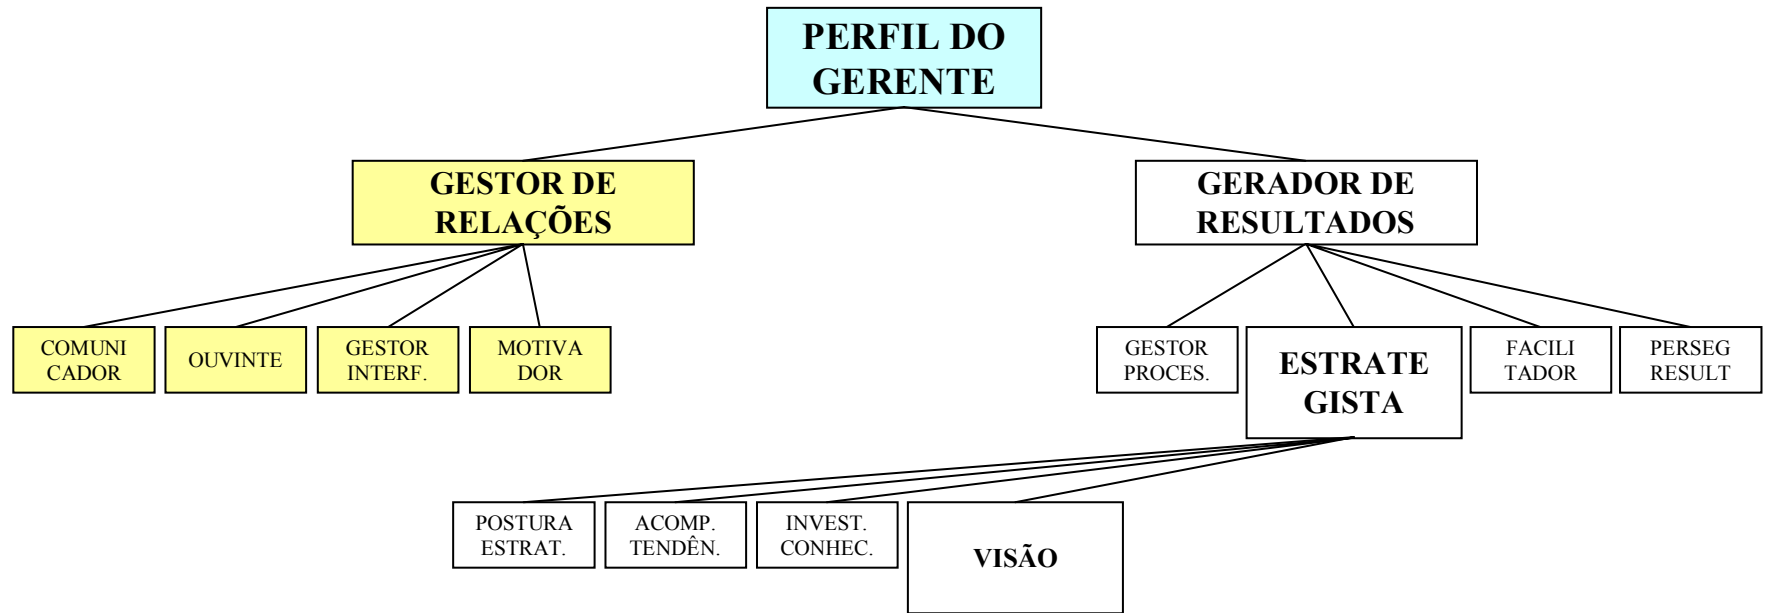 PERFIL DO
GERENTE
GESTOR DE
RELAÇÕES
GERADOR DE
RESULTADOS
COMUNI
CADOR
OUVINTE
GESTOR
INTERF.
MOTIVA
DOR
GESTOR
PROCES.
ESTRATE
GISTA
FACILI
TADOR
PERSEG
RESULT
POSTURA
ESTRAT.
ACOMP.
TENDÊN.
INVEST.
CONHEC.
VISÃO